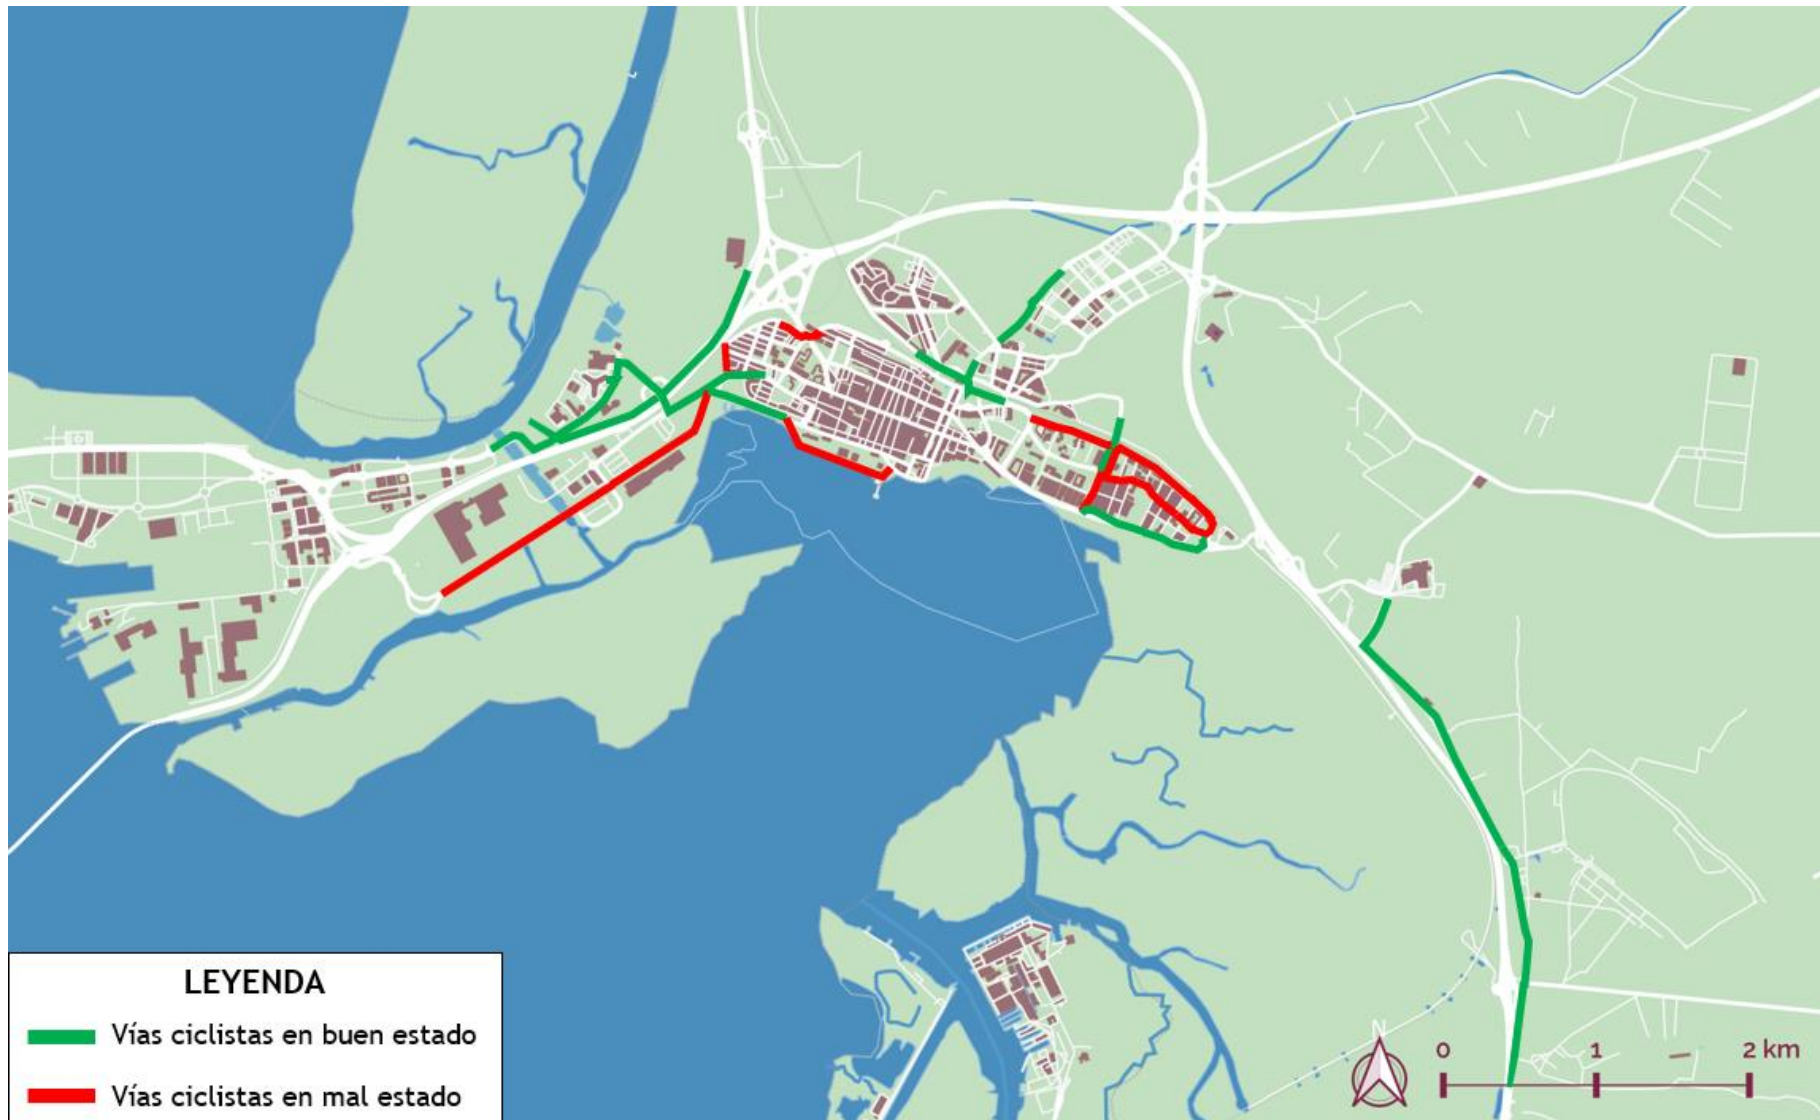 LEYENDA
Vías ciclistas en buen estado
Vías ciclistas en mal estado
N
0 1 2 km